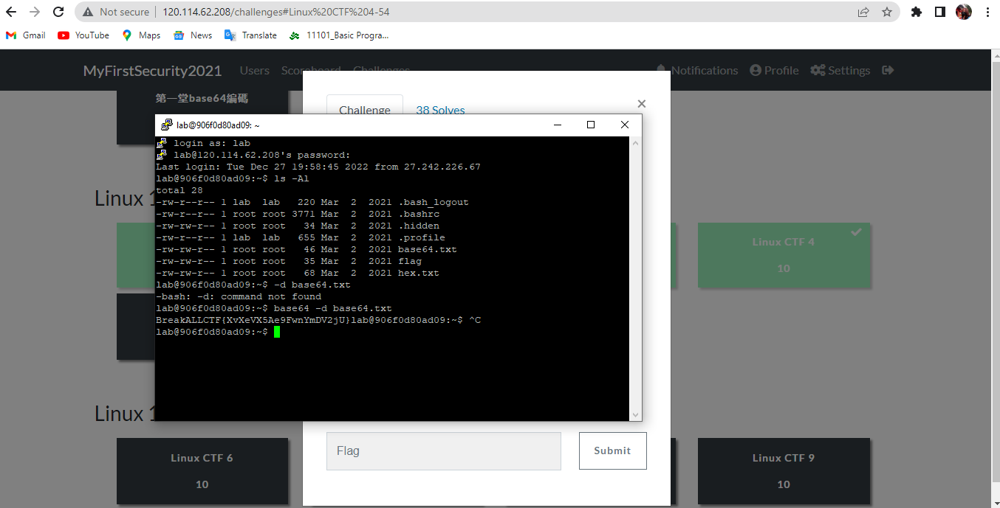 Not secure | 120.114.62.208/challenges#Linux%20CTF%204-54
Gmail YouTube Maps News Translate 11101_Basic Progra...
MyFirstSecurity2021 Users Scoreboard Challenges Notifications Profile Settings
第一堂base64編碼
Challenge 38 Solves ×
lab@906f0d80ad09: ~
login as: lab
lab@120.114.62.208's password:
Last login: Tue Dec 27 19:58:45 2022 from 27.242.226.67
lab@906f0d80ad09:~$ ls -Al
total 28
-rw-r--r-- 1 lab  lab   220 Mar  2  2021 .bash_logout
-rw-rw-r-- 1 root root 3771 Mar  2  2021 .bashrc
-rw-rw-r-- 1 root root   34 Mar  2  2021 .hidden
-rw-r--r-- 1 lab  lab   655 Mar  2  2021 .profile
-rw-rw-r-- 1 root root   46 Mar  2  2021 base64.txt
-rw-rw-r-- 1 root root   35 Mar  2  2021 flag
-rw-rw-r-- 1 root root   68 Mar  2  2021 hex.txt
lab@906f0d80ad09:~$ -d base64.txt
-bash: -d: command not found
lab@906f0d80ad09:~$ base64 -d base64.txt
BreakALLCTF{XvXeVX5Ae9FwnYmDV2jU}lab@906f0d80ad09:~$ ^C
lab@906f0d80ad09:~$
Linux 1
Linux CTF 4
10
Linux 1
Flag
Submit
Linux CTF 6
10
Linux CTF 9
10